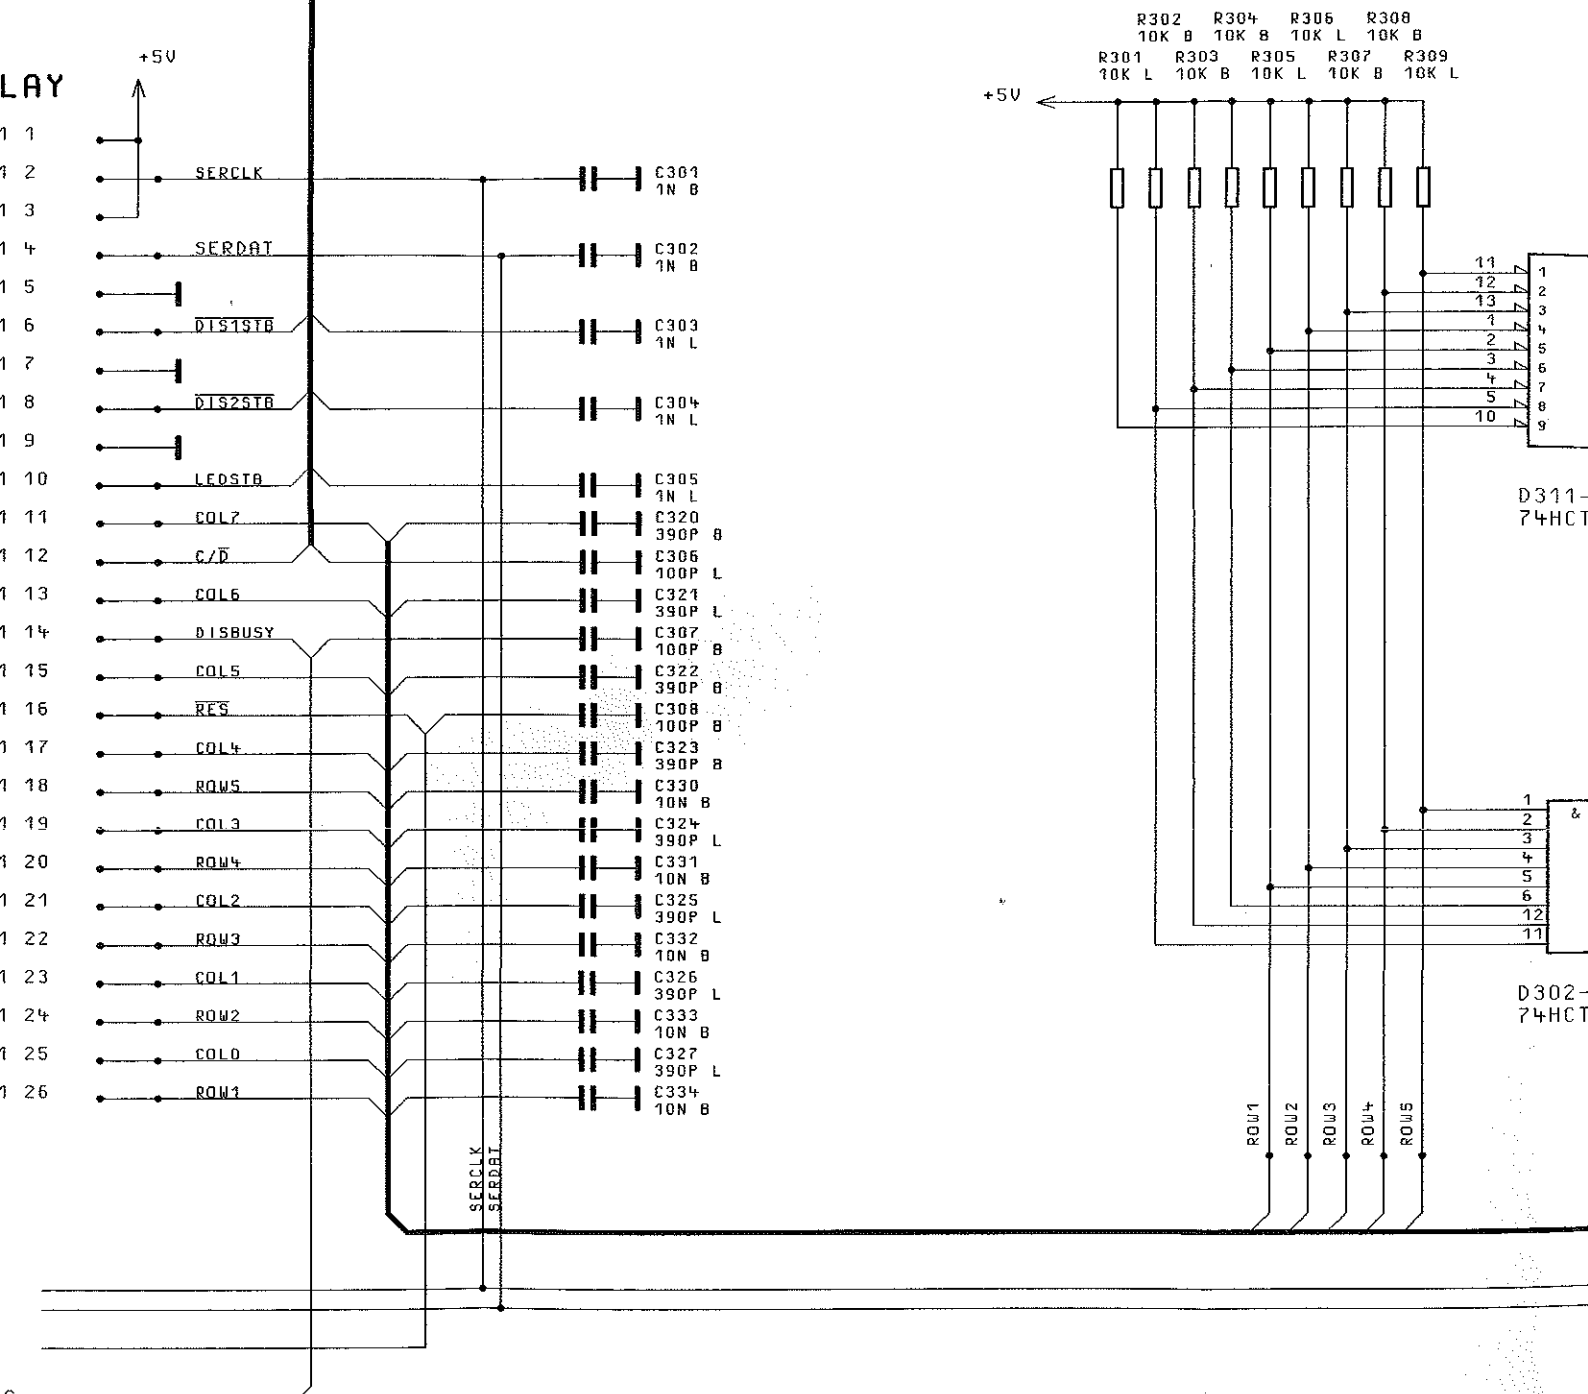 R302 R304 R306 R308
10K B 10K B 10K L 10K B
R301 R303 R305 R307 R309
10K L 10K B 10K L 10K B 10K L
+5V
+5V
LAY
1 1
1 2 SERCLK C301
1N B
1 3
1 4 SERDAT C302
1N B
1 5
1 6 DIS1STB C303
1N L
1 7
1 8 DIS2STB C304
1N L
1 9
1 10 LEDSTB C305
1N L
1 11 COL7 C320
390P B
1 12 C/D C306
100P L
1 13 COL6 C321
390P L
1 14 DISBUSY C307
100P B
1 15 COL5 C322
390P B
1 16 RES C308
100P B
1 17 COL4 C323
390P B
1 18 ROW5 C330
10N B
1 19 COL3 C324
390P L
1 20 ROW4 C331
10N B
1 21 COL2 C325
390P L
1 22 ROW3 C332
10N B
1 23 COL1 C326
390P L
1 24 ROW2 C333
10N B
1 25 COL0 C327
390P L
1 26 ROW1 C334
10N B
SERCLK
SERDAT
11 1
12 2
13 3
1 4
2 5
3 6
4 7
5 8
10 9
D311-
74HCT
1 &
2
3
4
5
6
12
11
D302-
74HCT
ROW1
ROW2
ROW3
ROW4
ROW5